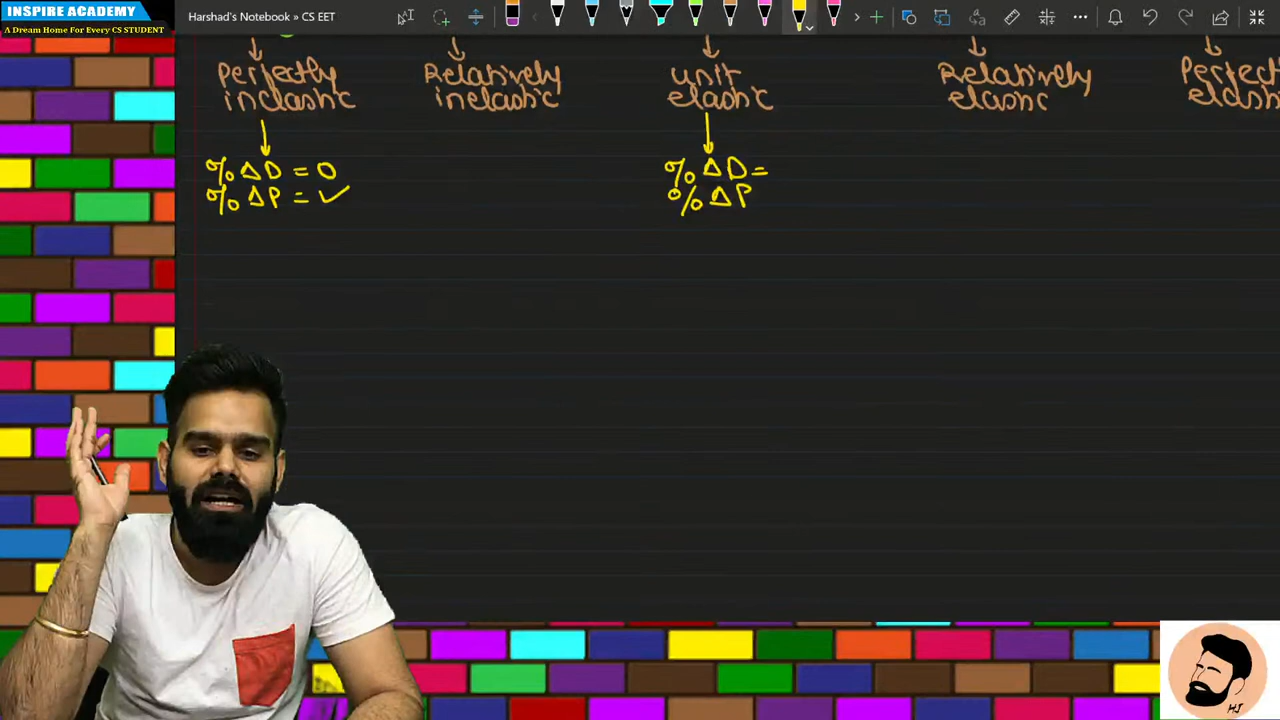 INSPIRE ACADEMY
A Dream Home For Every CS STUDENT
Harshad's Notebook » CS EET
Perfectly inelastic
Relatively inelastic
unit elastic
Relatively elastic
%ΔD = 0
%ΔP = ✓
%ΔD =
%ΔP
HJ